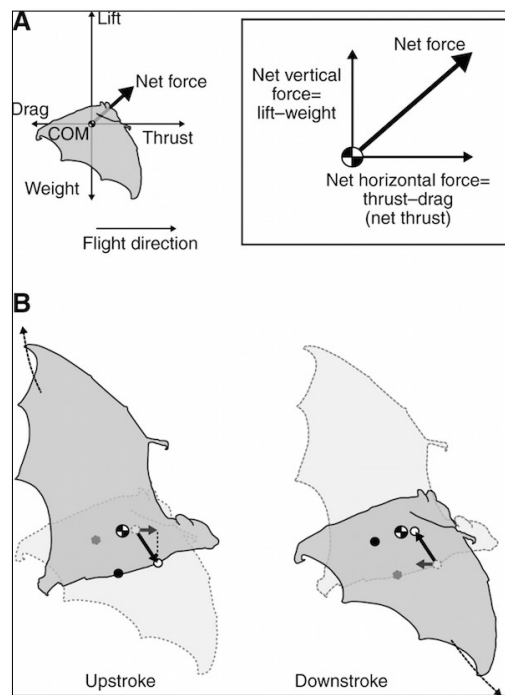 A
Lift
Net force
Drag
COM
Thrust
Weight
Flight direction
Net force
Net vertical
force=
lift–weight
Net horizontal force=
thrust–drag
(net thrust)
B
Upstroke
Downstroke